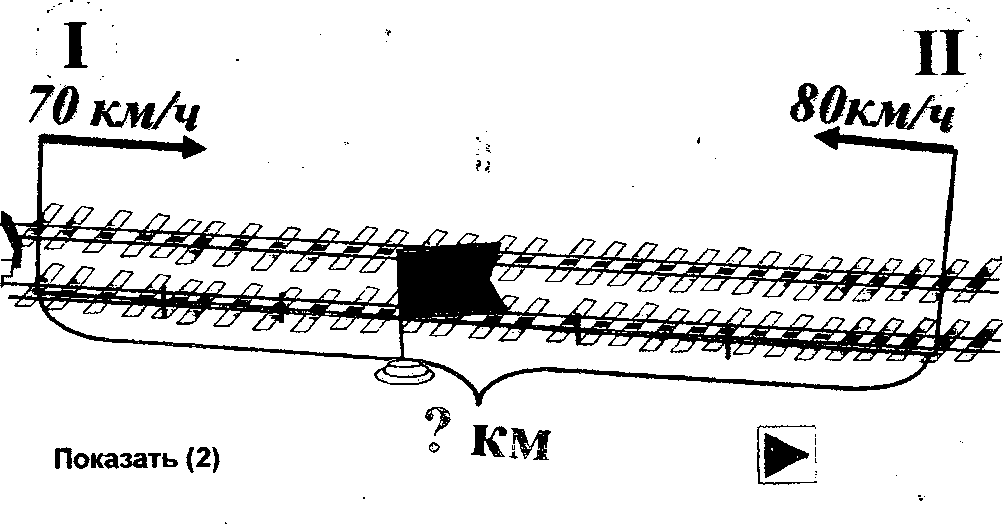 I
II
70 км/ч
80км/ч
? км
Показать (2)